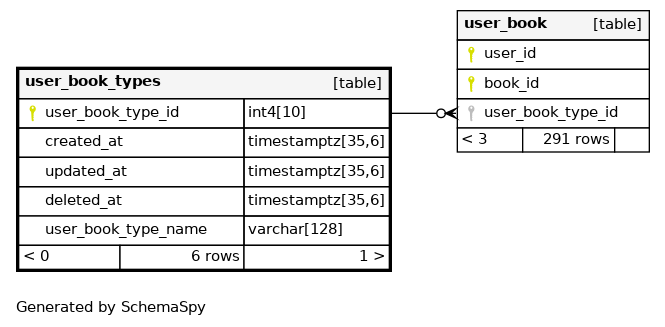 user_book_types [table]
user_book_type_id int4[10]
created_at timestamptz[35,6]
updated_at timestamptz[35,6]
deleted_at timestamptz[35,6]
user_book_type_name varchar[128]
< 0 6 rows 1 >
user_book [table]
user_id
book_id
user_book_type_id
< 3 291 rows
Generated by SchemaSpy